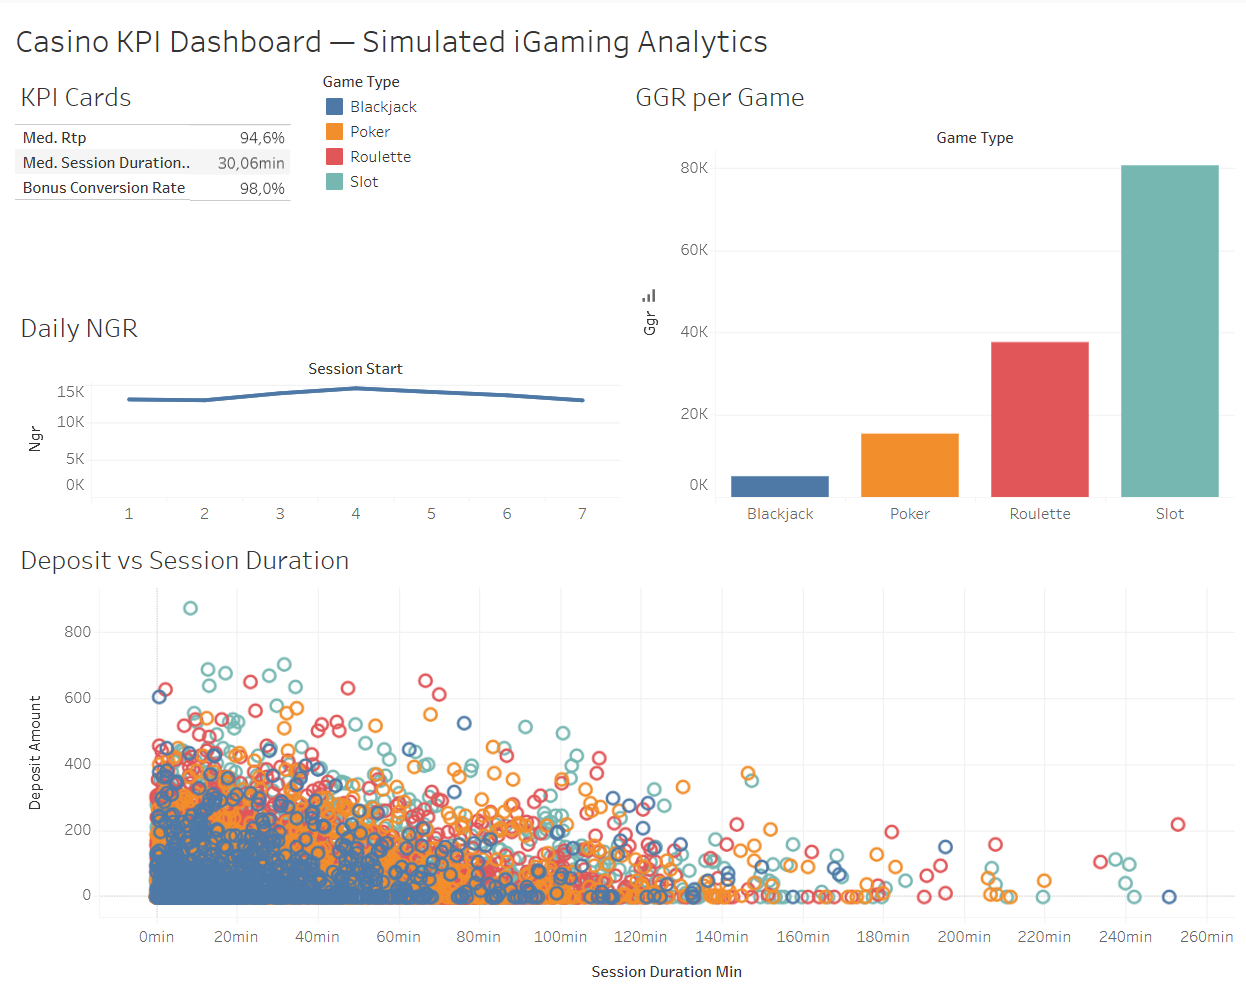 Casino KPI Dashboard — Simulated iGaming Analytics
KPI Cards
Med. Rtp 94,6%
Med. Session Duration.. 30,06min
Bonus Conversion Rate 98,0%
Game Type
Blackjack
Poker
Roulette
Slot
GGR per Game
Game Type
80K
60K
40K
20K
0K
Ggr
Blackjack Poker Roulette Slot
Daily NGR
Session Start
15K
10K
5K
0K
Ngr
1 2 3 4 5 6 7
Deposit vs Session Duration
800
600
400
200
0
Deposit Amount
0min 20min 40min 60min 80min 100min 120min 140min 160min 180min 200min 220min 240min 260min
Session Duration Min